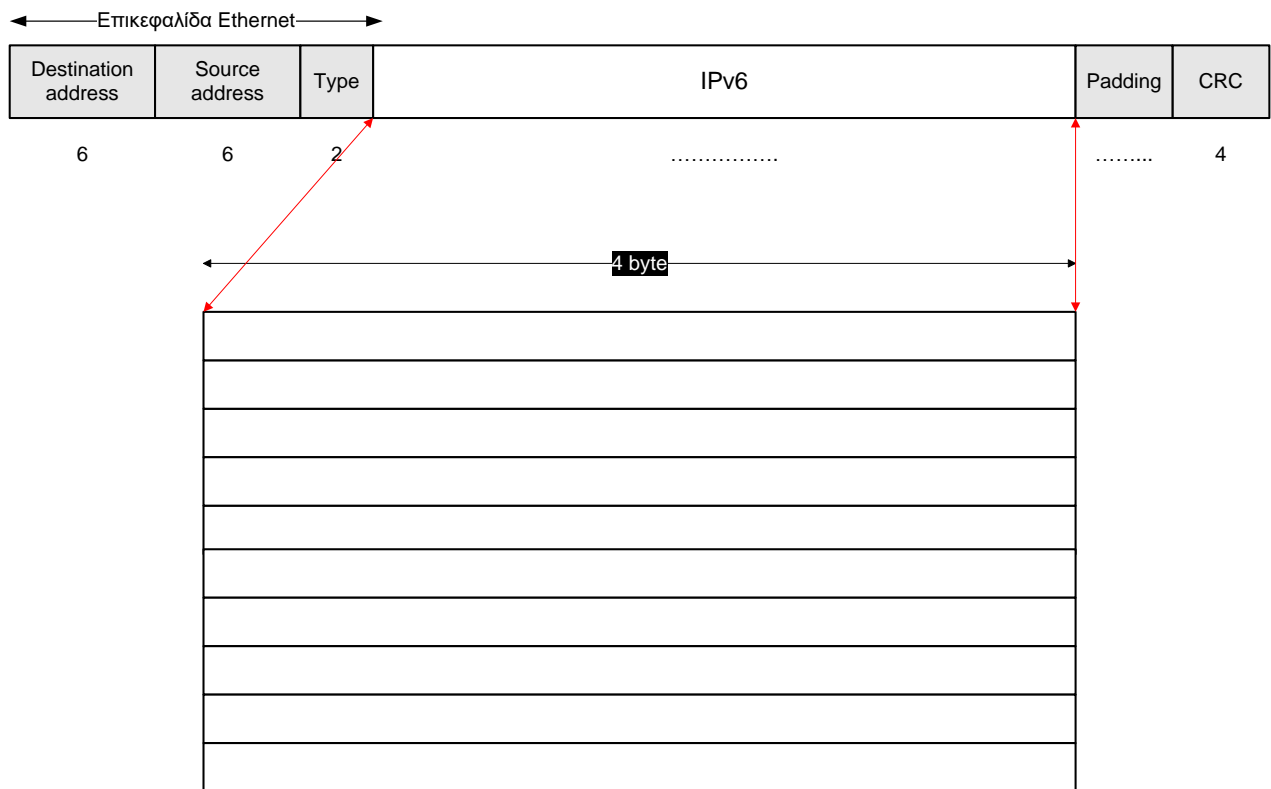 Επικεφαλίδα Ethernet
Destination
address
Source
address
Type
IPv6
Padding
CRC
6
6
2
……………
……...
4
4 byte